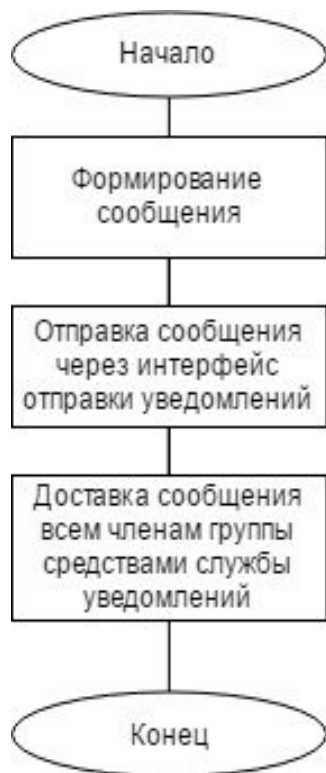 Начало
Формирование
сообщения
Отправка сообщения
через интерфейс
отправки уведомлений
Доставка сообщения
всем членам группы
средствами службы
уведомлений
Конец